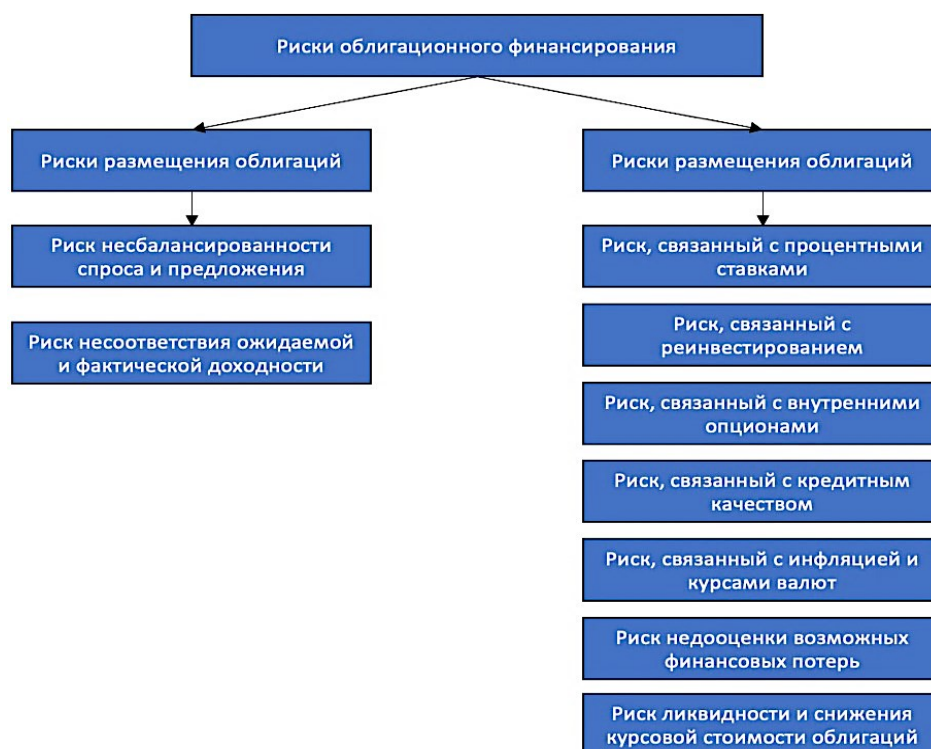 Риски облигационного финансирования
Риски размещения облигаций
Риски размещения облигаций
Риск несбалансированности
спроса и предложения
Риск несоответствия ожидаемой
и фактической доходности
Риск, связанный с процентными
ставками
Риск, связанный с
реинвестированием
Риск, связанный с внутренними
опционами
Риск, связанный с кредитным
качеством
Риск, связанный с инфляцией и
курсами валют
Риск недооценки возможных
финансовых потерь
Риск ликвидности и снижения
курсовой стоимости облигаций